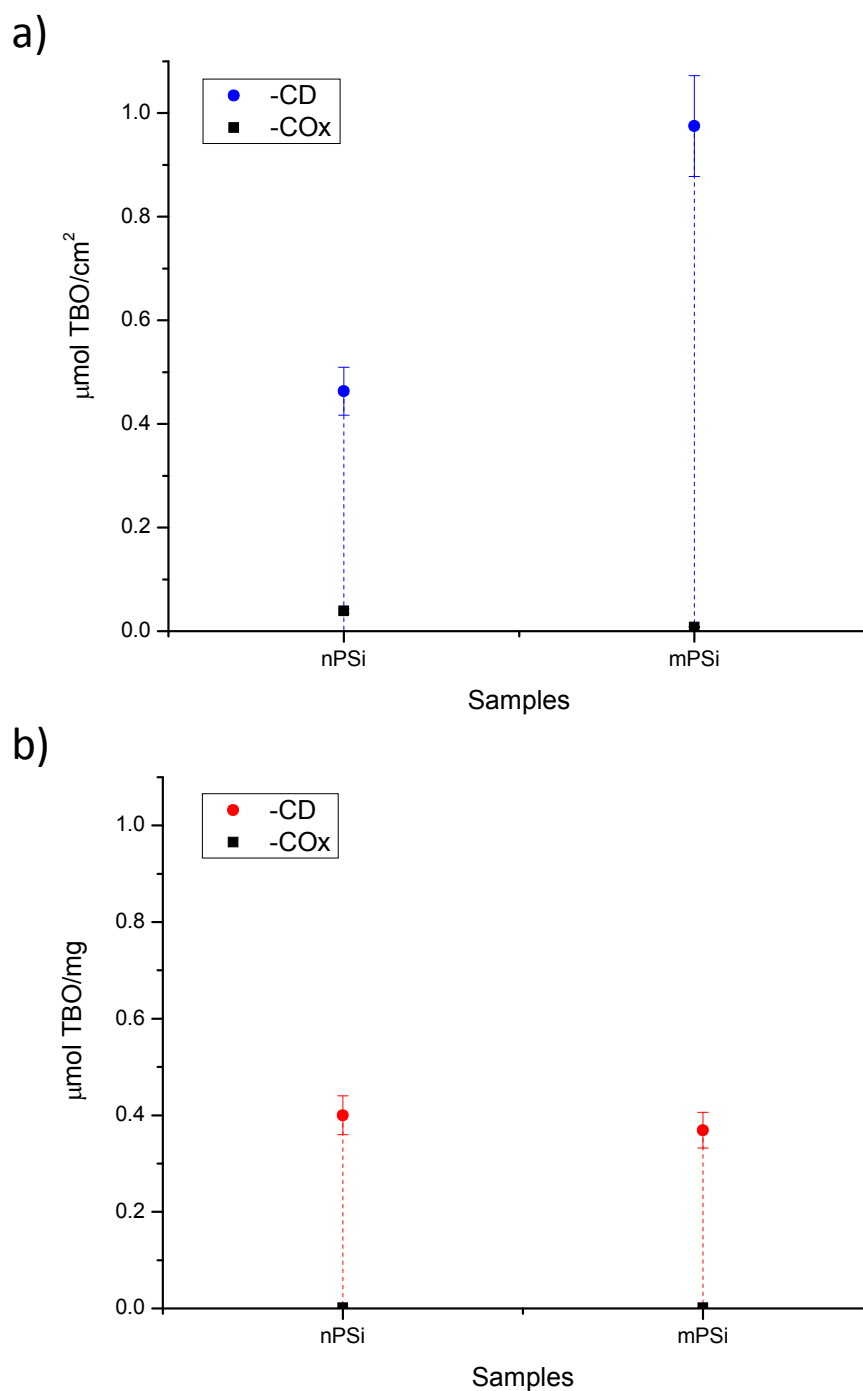 a)
-CD
-COx
1.0
0.8
0.6
0.4
0.2
0.0
μmol TBO/cm²
nPSi mPSi
Samples
b)
-CD
-COx
1.0
0.8
0.6
0.4
0.2
0.0
μmol TBO/mg
nPSi mPSi
Samples